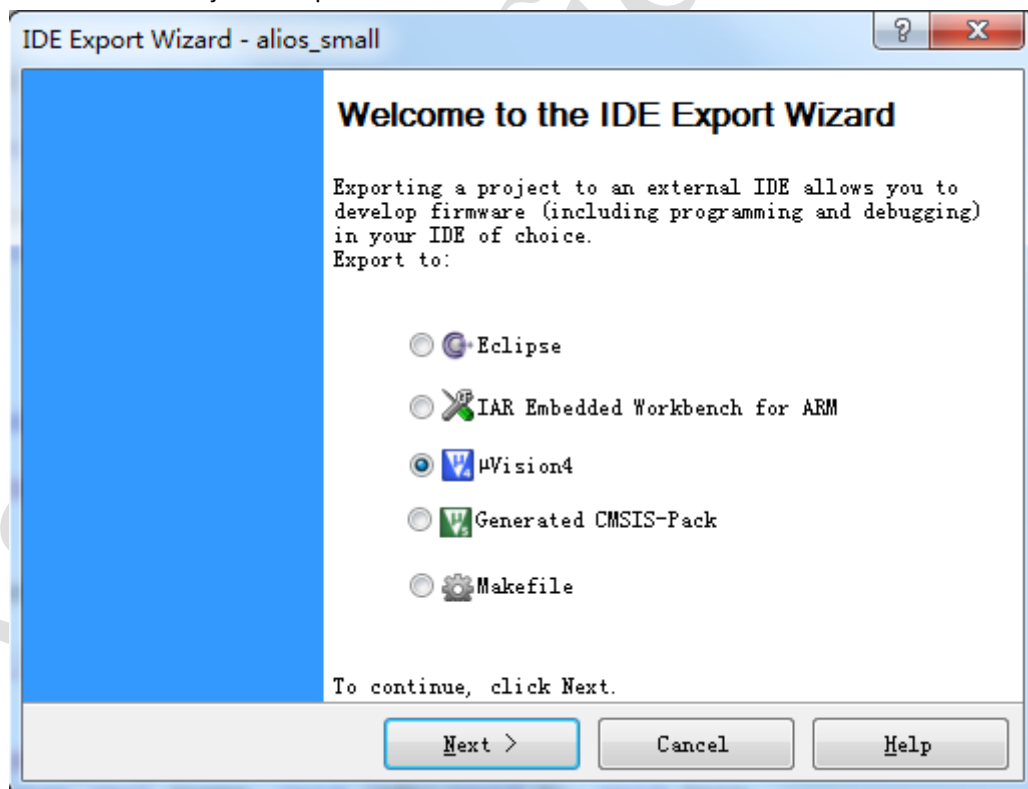 IDE Export Wizard - alios_small
Welcome to the IDE Export Wizard
Exporting a project to an external IDE allows you to
develop firmware (including programming and debugging)
in your IDE of choice.
Export to:
Eclipse
IAR Embedded Workbench for ARM
µVision4
Generated CMSIS-Pack
Makefile
To continue, click Next.
Next >
Cancel
Help